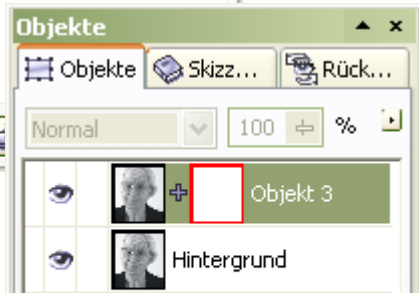 Objekte
Objekte Skizz... Rück...
Normal 100 %
Objekt 3
Hintergrund